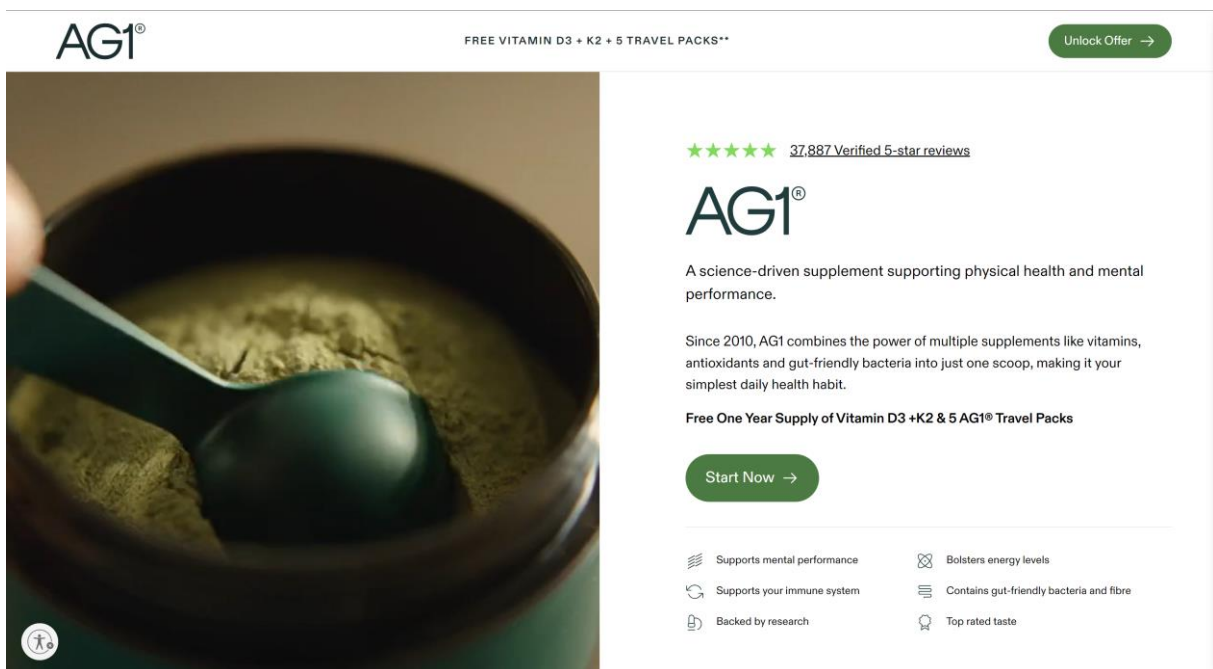 AG1®
FREE VITAMIN D3 + K2 + 5 TRAVEL PACKS**
Unlock Offer →
37,887 Verified 5-star reviews
AG1®
A science-driven supplement supporting physical health and mental
performance.
Since 2010, AG1 combines the power of multiple supplements like vitamins,
antioxidants and gut-friendly bacteria into just one scoop, making it your
simplest daily health habit.
Free One Year Supply of Vitamin D3 +K2 & 5 AG1® Travel Packs
Start Now →
Supports mental performance
Bolsters energy levels
Supports your immune system
Contains gut-friendly bacteria and fibre
Backed by research
Top rated taste